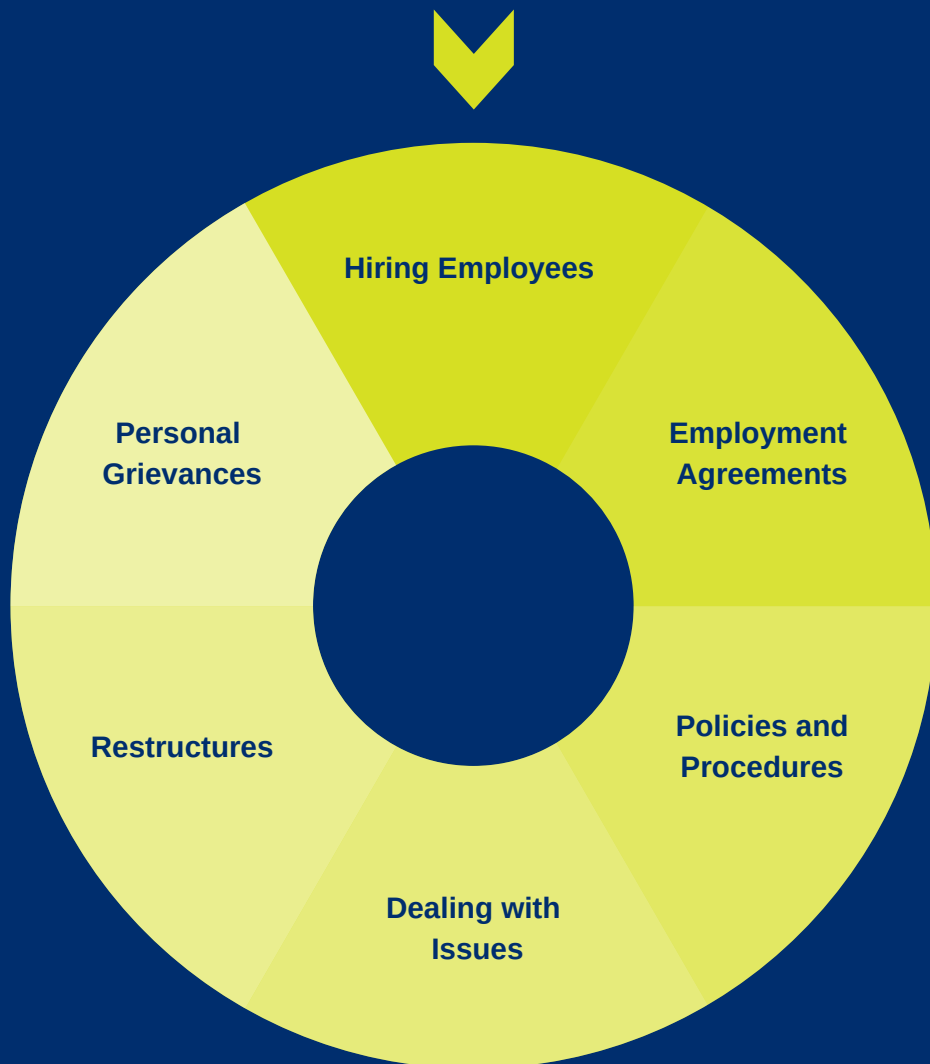 Hiring Employees
Employment
Agreements
Policies and
Procedures
Dealing with
Issues
Restructures
Personal
Grievances